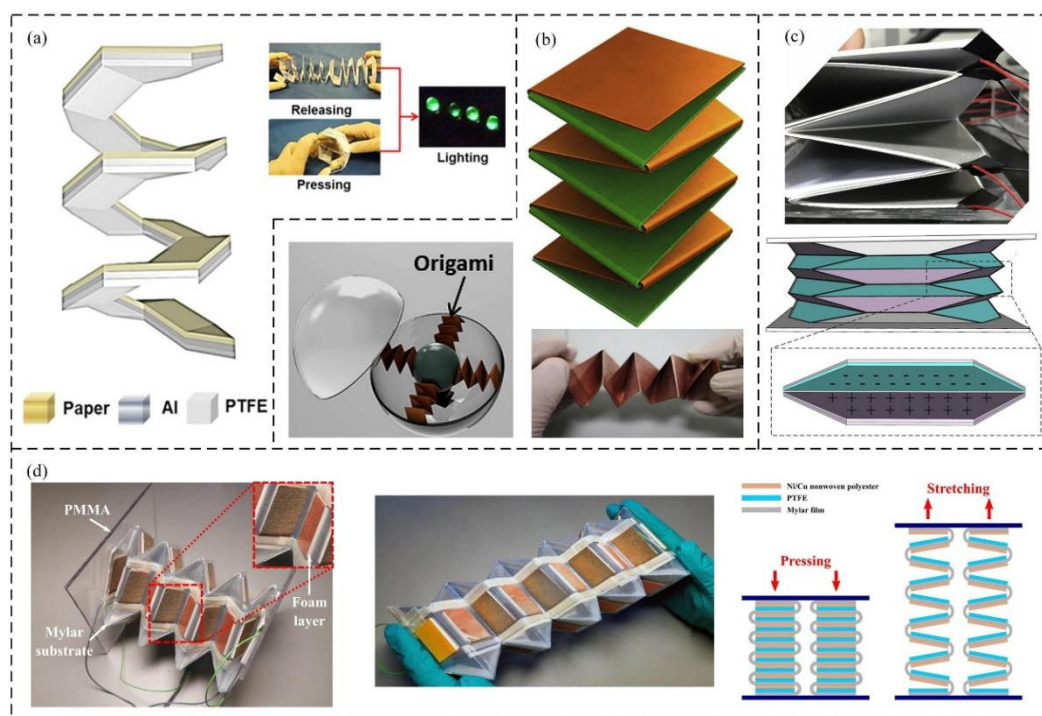 (a)
Releasing
Pressing
Lighting
Paper
Al
PTFE
Origami
(b)
(c)
(d)
PMMA
Mylar
substrate
Foam
layer
Ni/Cu nonwoven polyester
PTFE
Mylar film
Pressing
Stretching